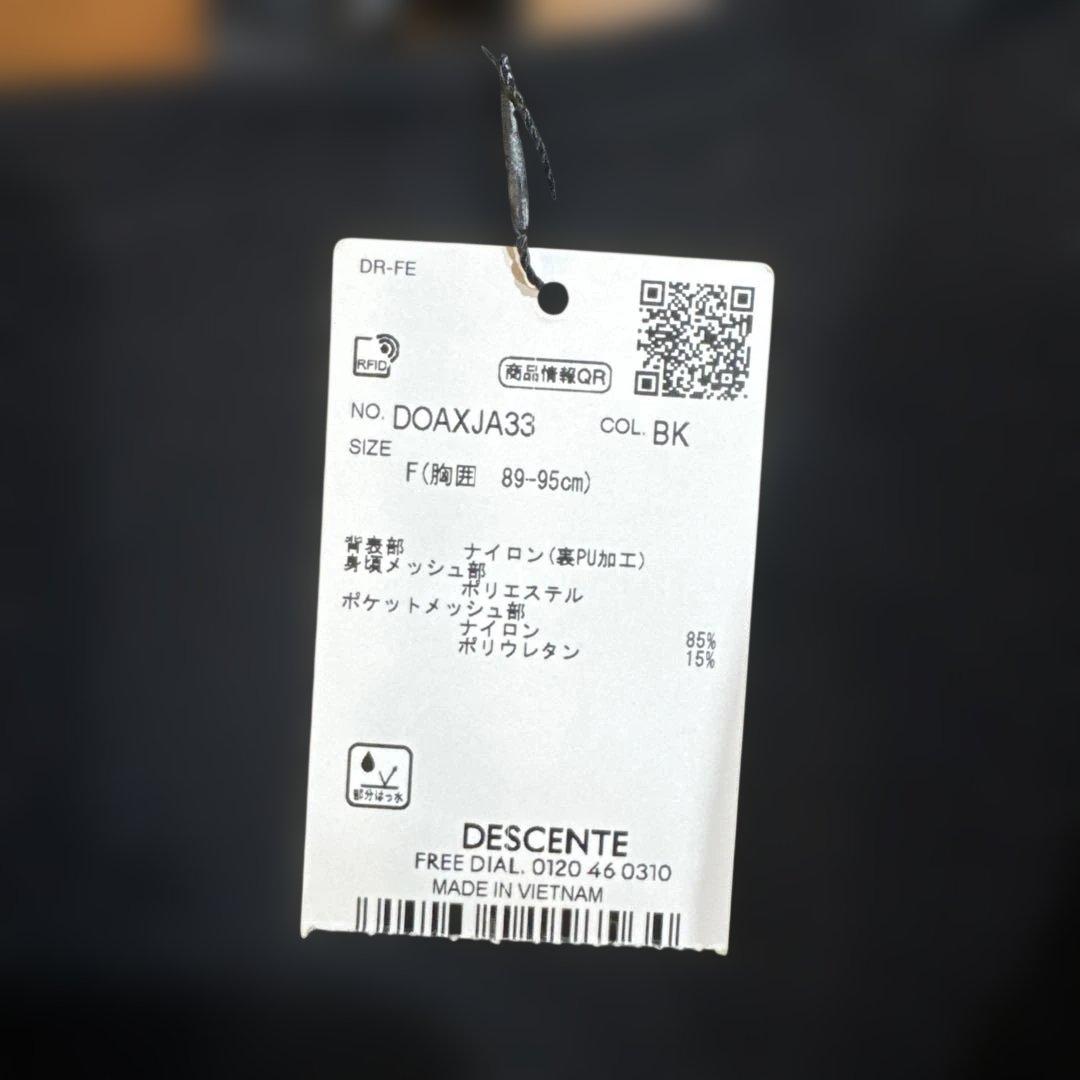 DR-FE
RFID
商品情報QR
NO. DOAXJA33 COL. BK
SIZE
F(胸囲 89-95cm)
背表部 ナイロン(裏PU加工)
身頃メッシュ部
ポリエステル
ポケットメッシュ部
ナイロン 85%
ポリウレタン 15%
部分はっ水
DESCENTE
FREE DIAL. 0120 46 0310
MADE IN VIETNAM